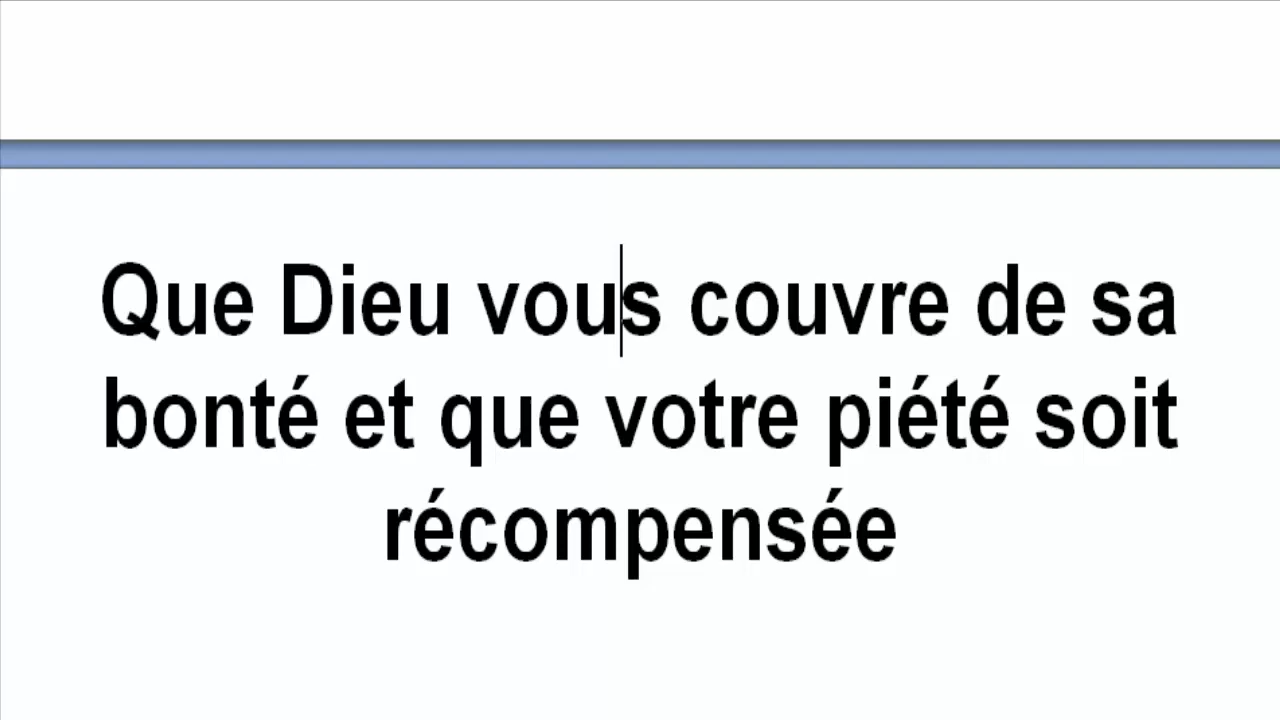 Que Dieu vous couvre de sa
bonté et que votre piété soit
récompensée